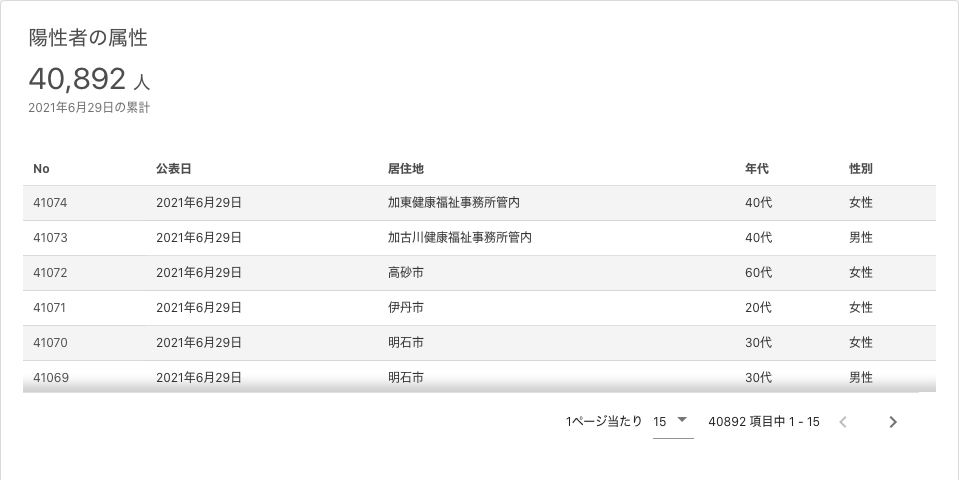 陽性者の属性
40,892 人
2021年6月29日の累計
No 公表日 居住地 年代 性別
41074 2021年6月29日 加東健康福祉事務所管内 40代 女性
41073 2021年6月29日 加古川健康福祉事務所管内 40代 男性
41072 2021年6月29日 高砂市 60代 女性
41071 2021年6月29日 伊丹市 20代 女性
41070 2021年6月29日 明石市 30代 女性
41069 2021年6月29日 明石市 30代 男性
1ページ当たり 15 40892 項目中 1 - 15